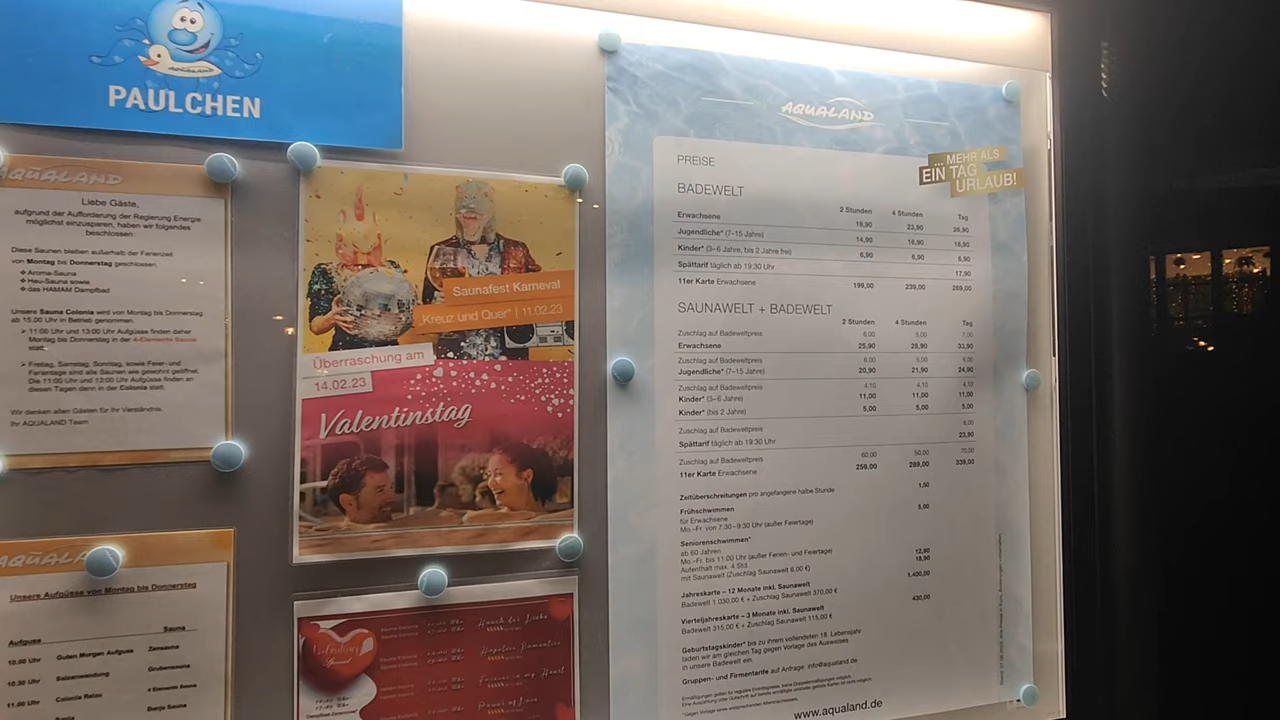 AQUALAND
PAULCHEN
AQUALAND
Liebe Gäste,
aufgrund der Aufforderung der Regierung Energie
möglichst einzusparen, haben wir folgendes
beschlossen:
Diese Saunen bleiben außerhalb der Ferienzeit
von Montag bis Donnerstag geschlossen.
Aroma-Sauna
Heu-Sauna sowie
das HAMAM Dampfbad
Unsere Sauna Colonia wird von Montag bis Donnerstag
ab 15.00 Uhr in Betrieb genommen.
11:00 Uhr und 13:00 Uhr Aufgüsse finden daher
Montag bis Donnerstag in der 4-Elemente Sauna
statt.
Freitag, Samstag, Sonntag, sowie Feien- und
Ferientage sind alle Saunen wie gewohnt geöffnet.
Die 11:00 Uhr und 13:00 Uhr Aufgüsse finden an
diesen Tagen dann in der Colonia statt.
Wir danken allen Gästen für Ihr Verständnis.
Ihr AQUALAND Team
AQUALAND
Unsere Aufgüsse von Montag bis Donnerstag
Aufguss Sauna
10.00 Uhr Guten Morgen Aufguss Zensauna
10.30 Uhr Salzanwendung Grubensauna
11.00 Uhr Colonia Relax 4 Elemente Sauna
Banja Sauna
Saunafest Karneval
„Kreuz und Quer" | 11.02.23
Überraschung am
14.02.23
Valentinstag
Valentines
Special
Hauch der Liebe
Hopeless Romantics
Forever in my Heart
Power of Love
AQUALAND
... MEHR ALS
EIN TAG
URLAUB!
PREISE
BADEWELT
2 Stunden 4 Stunden Tag
Erwachsene 19,90 23,90 26,90
Jugendliche* (7–15 Jahre) 14,90 16,90 18,90
Kinder* (3–6 Jahre, bis 2 Jahre frei) 6,90 6,90 6,90
Spättarif täglich ab 19:30 Uhr 17,90
11er Karte Erwachsene 199,00 239,00 269,00
SAUNAWELT + BADEWELT
2 Stunden 4 Stunden Tag
Zuschlag auf Badeweltpreis 6,00 5,00 7,00
Erwachsene 25,90 28,90 33,90
Zuschlag auf Badeweltpreis 6,00 5,00 6,00
Jugendliche* (7–15 Jahre) 20,90 21,90 24,90
Zuschlag auf Badeweltpreis 4,10 4,10 4,10
Kinder* (3–6) 11,00 11,00 11,00
Kinder* (bis 2 Jahre) 5,00 5,00 5,00
Zuschlag auf Badeweltpreis 6,00
Spättarif täglich ab 19:30 Uhr 23,90
Zuschlag auf Badeweltpreis 60,00 50,00 70,00
11er Karte Erwachsene 259,00 289,00 339,00
Zeitüberschreitungen pro angefangene halbe Stunde 1,50
Frühschwimmen 5,00
für Erwachsene
Mo.–Fr. von 7:30–9:30 Uhr (außer Feiertage)
Seniorenschwimmen*
ab 60 Jahren
Mo.–Fr. bis 11:00 Uhr (außer Ferien- und Feiertage) 12,90
Aufenthalt max. 4 Std. 18,90
mit Saunawelt (Zuschlag Saunawelt 6,00 €)
Jahreskarte – 12 Monate inkl. Saunawelt 1.400,00
Badewelt 1.030,00 € + Zuschlag Saunawelt 370,00 €
Vierteljahreskarte – 3 Monate inkl. Saunawelt 430,00
Badewelt 315,00 € + Zuschlag Saunawelt 115,00 €
Geburtstagskinder* bis zu ihrem vollendeten 18. Lebensjahr
laden wir am gleichen Tag gegen Vorlage des Ausweises
in unsere Badewelt ein.
Gruppen- und Firmentarife auf Anfrage: info@aqualand.de
www.aqualand.de